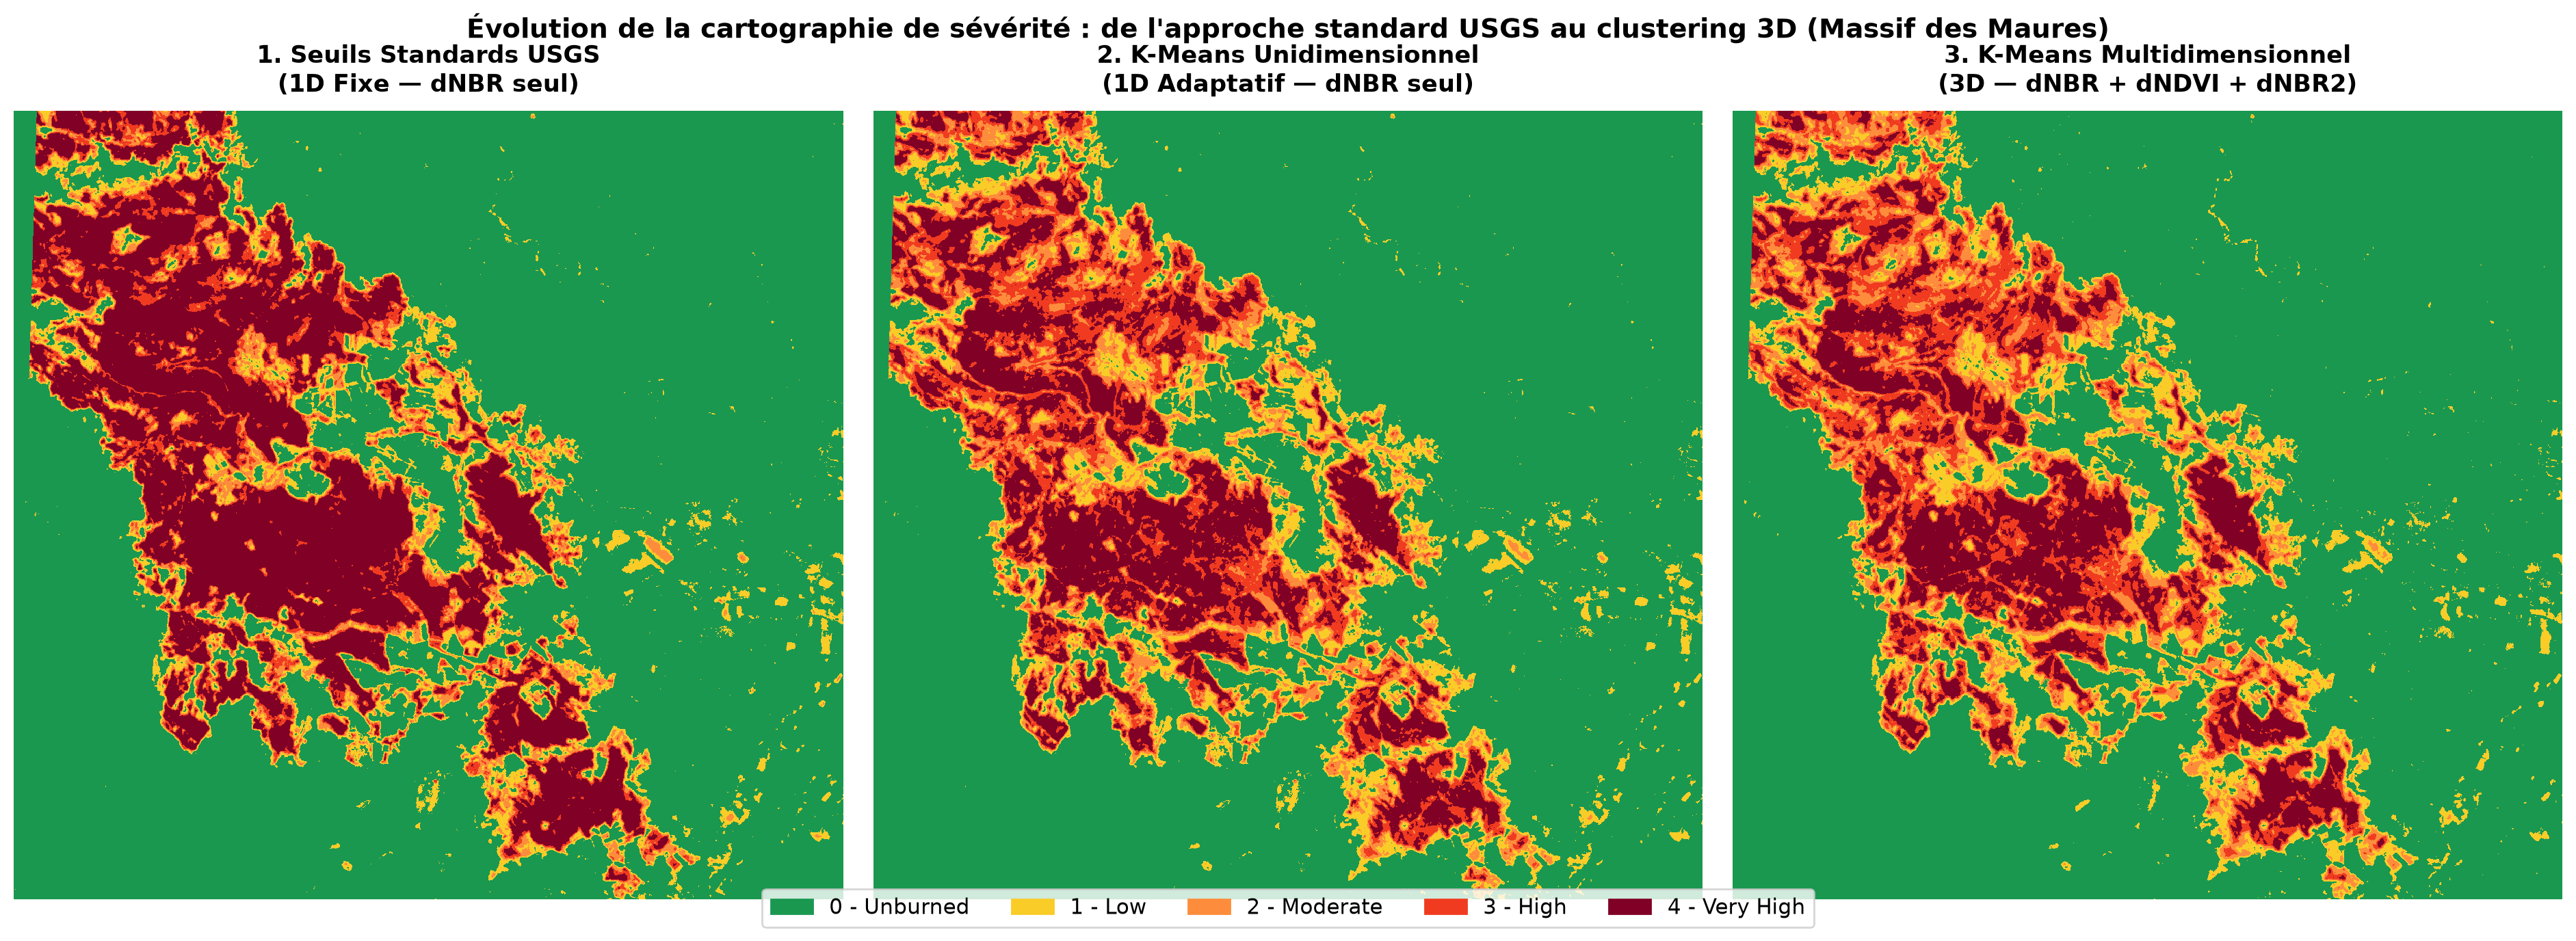 Évolution de la cartographie de sévérité : de l'approche standard USGS au clustering 3D (Massif des Maures)
1. Seuils Standards USGS
(1D Fixe — dNBR seul)
2. K-Means Unidimensionnel
(1D Adaptatif — dNBR seul)
3. K-Means Multidimensionnel
(3D — dNBR + dNDVI + dNBR2)
0 - Unburned
1 - Low
2 - Moderate
3 - High
4 - Very High